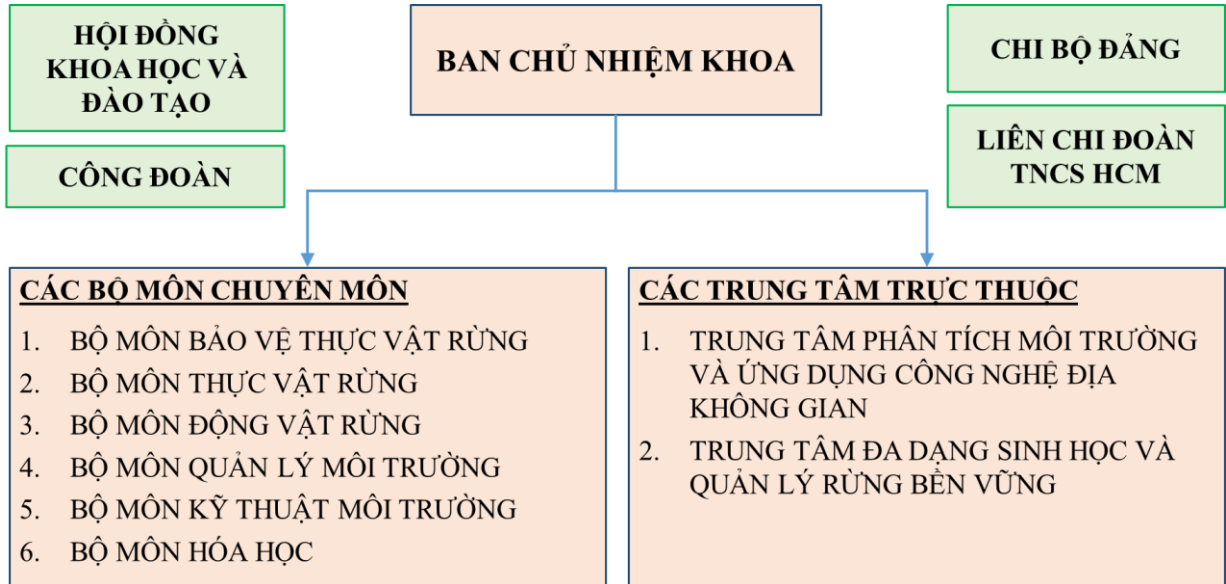 HỘI ĐỒNG
KHOA HỌC VÀ
ĐÀO TẠO
CÔNG ĐOÀN
BAN CHỦ NHIỆM KHOA
CHI BỘ ĐẢNG
LIÊN CHI ĐOÀN
TNCS HCM
CÁC BỘ MÔN CHUYÊN MÔN
1. BỘ MÔN BẢO VỆ THỰC VẬT RỪNG
2. BỘ MÔN THỰC VẬT RỪNG
3. BỘ MÔN ĐỘNG VẬT RỪNG
4. BỘ MÔN QUẢN LÝ MÔI TRƯỜNG
5. BỘ MÔN KỸ THUẬT MÔI TRƯỜNG
6. BỘ MÔN HÓA HỌC
CÁC TRUNG TÂM TRỰC THUỘC
1. TRUNG TÂM PHÂN TÍCH MÔI TRƯỜNG
VÀ ỨNG DỤNG CÔNG NGHỆ ĐỊA
KHÔNG GIAN
2. TRUNG TÂM ĐA DẠNG SINH HỌC VÀ
QUẢN LÝ RỪNG BỀN VỮNG